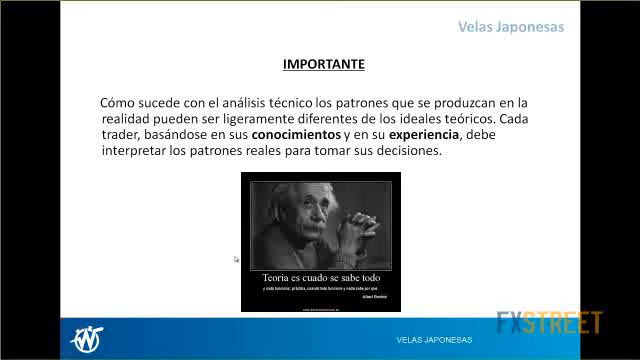 Velas Japonesas
IMPORTANTE
Cómo sucede con el análisis técnico los patrones que se produzcan en la
realidad pueden ser ligeramente diferentes de los ideales teóricos. Cada
trader, basándose en sus conocimientos y en su experiencia, debe
interpretar los patrones reales para tomar sus decisiones.
Teoria es cuado se sabe todo
y nada funciona; práctica, cuando todo funciona y nadie sabe por que
Albert Einstein
FXSTREET
VELAS JAPONESAS